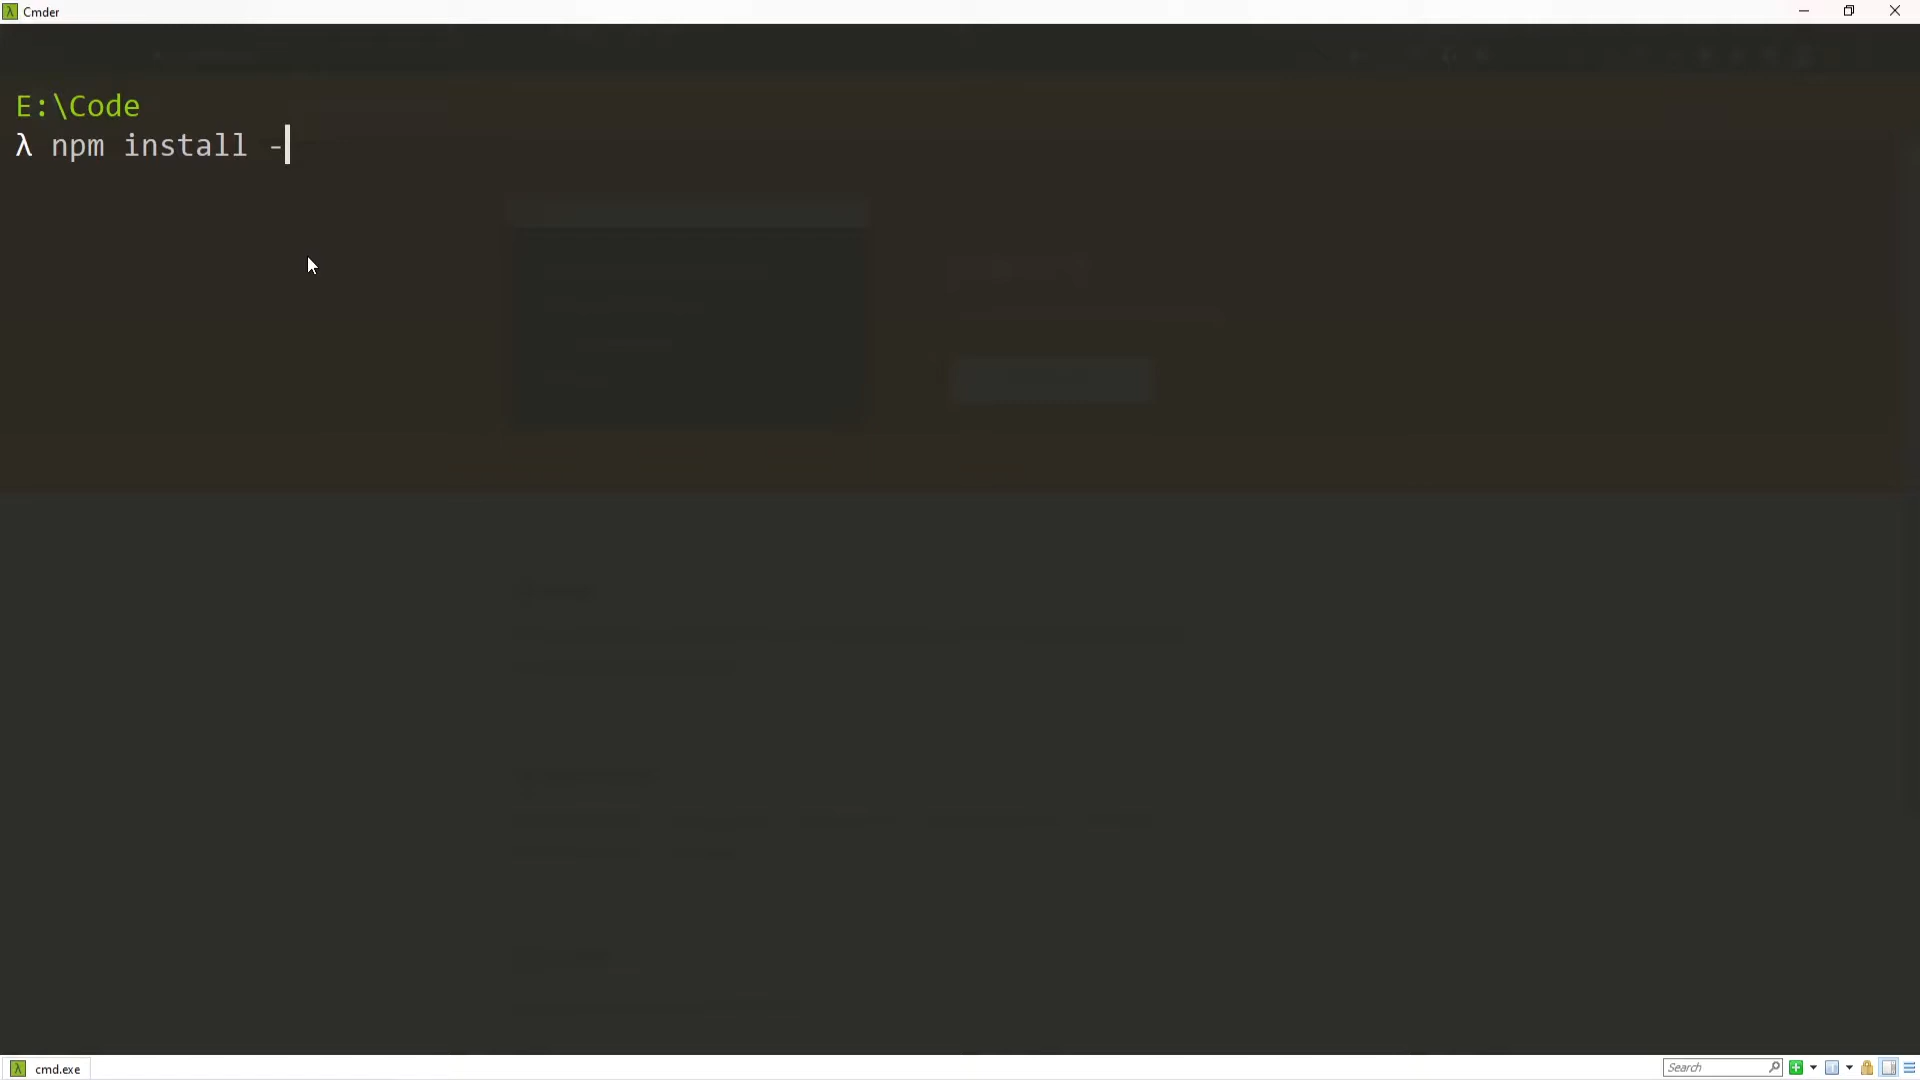 Cmder
E:\Code
λ npm install -
cmd.exe
Search